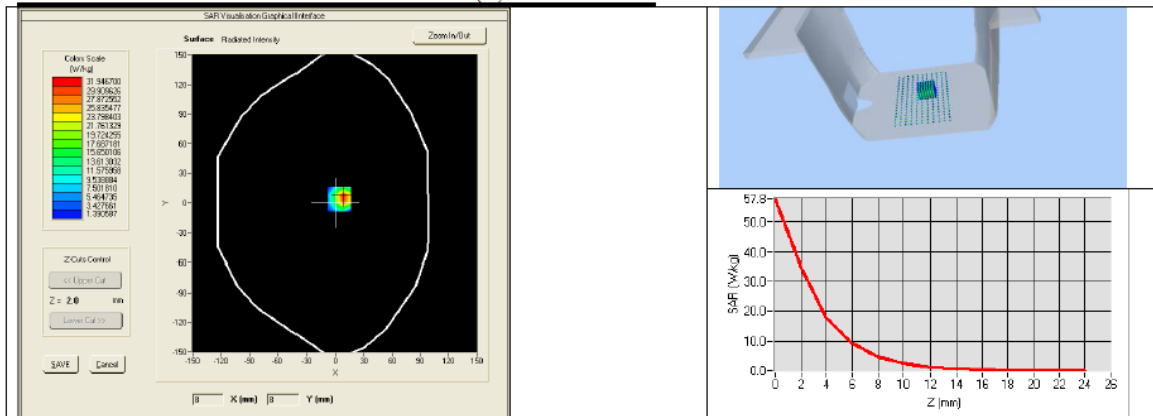 SAR Visualisation Graphical Interface
Surface Radiated Intensity
Zoom In/Out
Colors Scale
(W/kg)
31.946700
29.909626
27.872552
25.835477
23.798403
21.761329
19.724255
17.687181
15.650106
13.613032
11.575958
9.538884
7.501810
5.464735
3.427661
1.390587
Z Cuts Control
<< Upper Cut
Z = 2.0 mm
Lower Cut >>
SAVE Cancel
150
120
90
60
30
0
-30
-60
-90
-120
-150
Y
-150 -120 -90 -60 -30 0 30 60 90 120 150
X
8 X (mm) 8 Y (mm)
57.8
50.0
40.0
30.0
20.0
10.0
0.0
SAR (W/kg)
0 2 4 6 8 10 12 14 16 18 20 22 24 26
Z (mm)